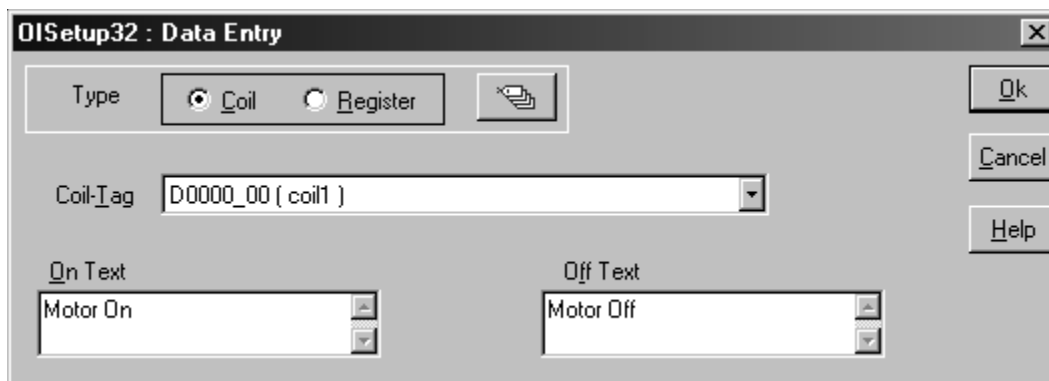 OISetup32 : Data Entry
Type Coil Register
Ok
Cancel
Coil-Tag D0000_00 ( coil1 )
Help
On Text Off Text
Motor On Motor Off